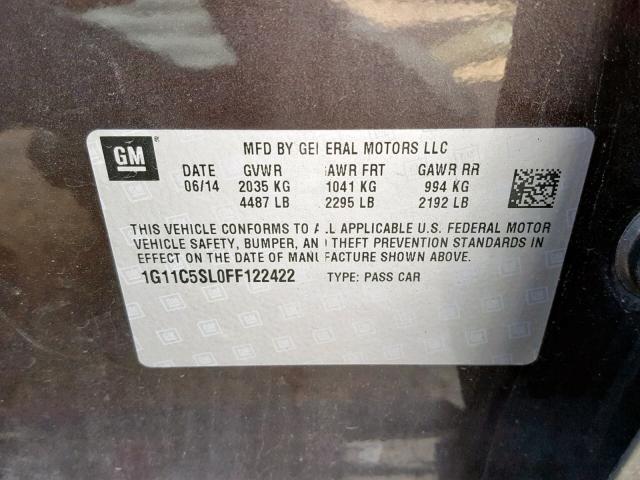 GM ® MFD BY GENERAL MOTORS LLC
DATE GVWR GAWR FRT GAWR RR
06/14 2035 KG 1041 KG 994 KG
4487 LB 2295 LB 2192 LB
THIS VEHICLE CONFORMS TO ALL APPLICABLE U.S. FEDERAL MOTOR
VEHICLE SAFETY, BUMPER, AND THEFT PREVENTION STANDARDS IN
EFFECT ON THE DATE OF MANUFACTURE SHOWN ABOVE.
1G11C5SL0FF122422 TYPE: PASS CAR